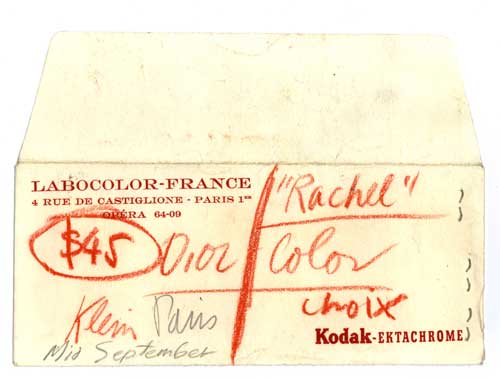 LABOCOLOR-FRANCE
4 RUE DE CASTIGLIONE - PARIS 1ER
OPÉRA 64-09
"Rachel"
$45 Dior Color
Klein Paris choix
Mid September
Kodak-EKTACHROME